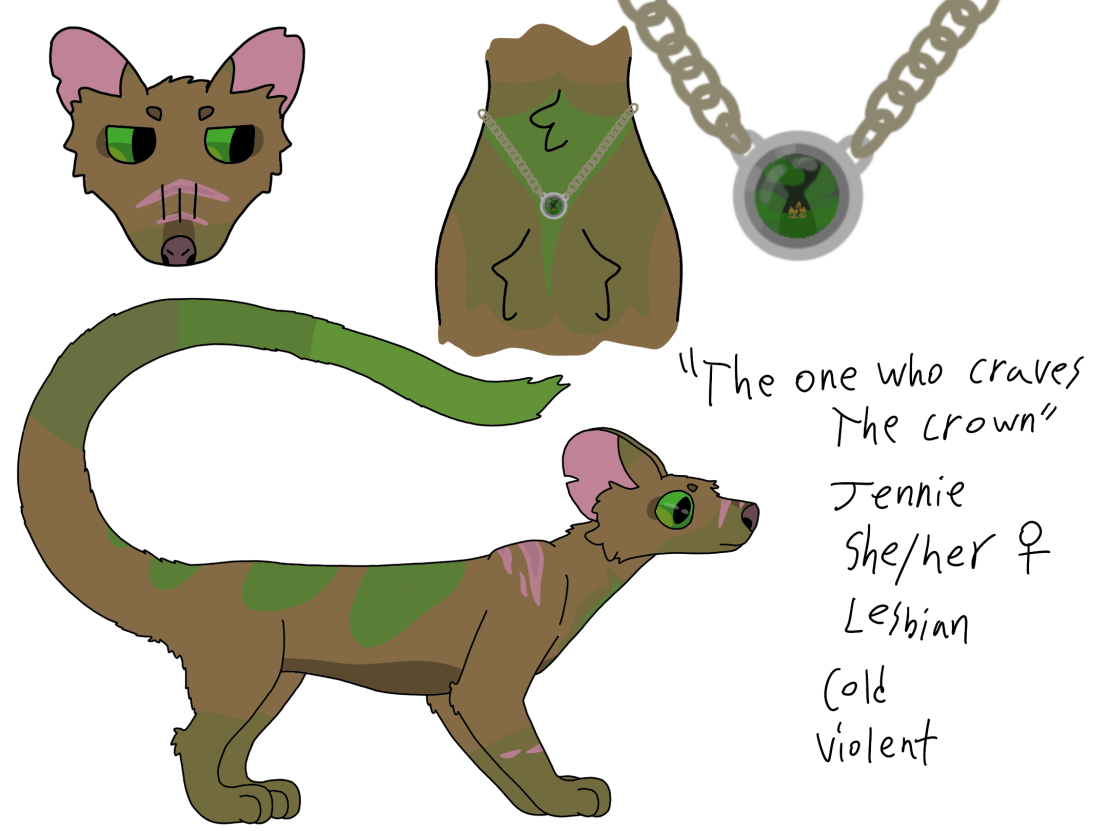 "The one who craves
The crown"
Jennie
She/her ♀
Lesbian
Cold
violent